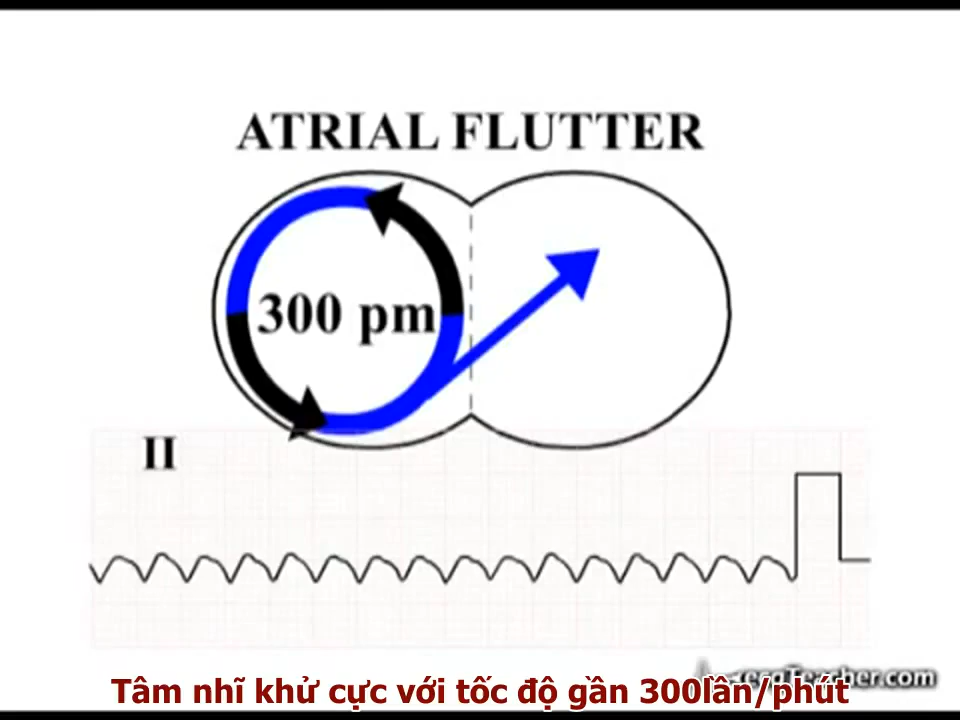 ATRIAL FLUTTER
300 pm
II
Tâm nhĩ khử cực với tốc độ gần 300lần/phút